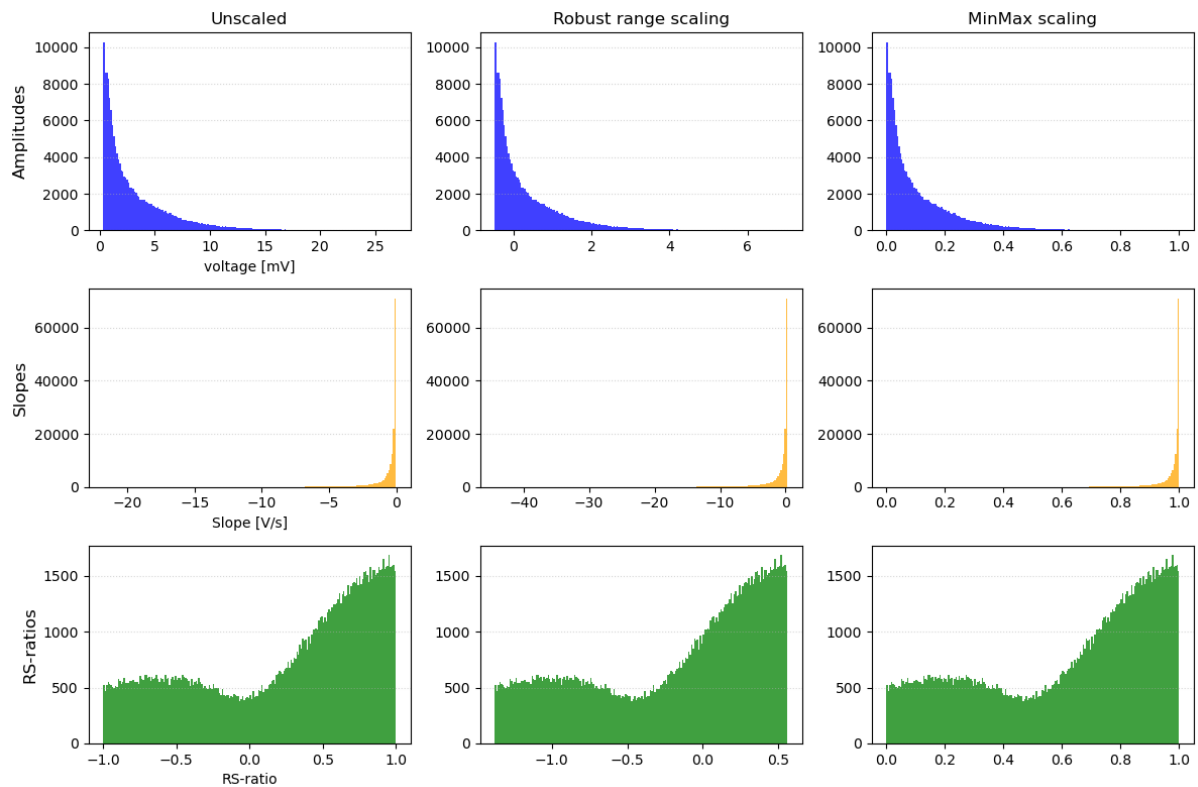 Unscaled
Robust range scaling
MinMax scaling
Amplitudes
10000
8000
6000
4000
2000
0
0 5 10 15 20 25
voltage [mV]
10000
8000
6000
4000
2000
0
0 2 4 6
10000
8000
6000
4000
2000
0
0.0 0.2 0.4 0.6 0.8 1.0
Slopes
60000
40000
20000
0
−20 −15 −10 −5 0
Slope [V/s]
60000
40000
20000
0
−40 −30 −20 −10 0
60000
40000
20000
0
0.0 0.2 0.4 0.6 0.8 1.0
RS-ratios
1500
1000
500
0
−1.0 −0.5 0.0 0.5 1.0
RS-ratio
1500
1000
500
0
−1.0 −0.5 0.0 0.5
1500
1000
500
0
0.0 0.2 0.4 0.6 0.8 1.0